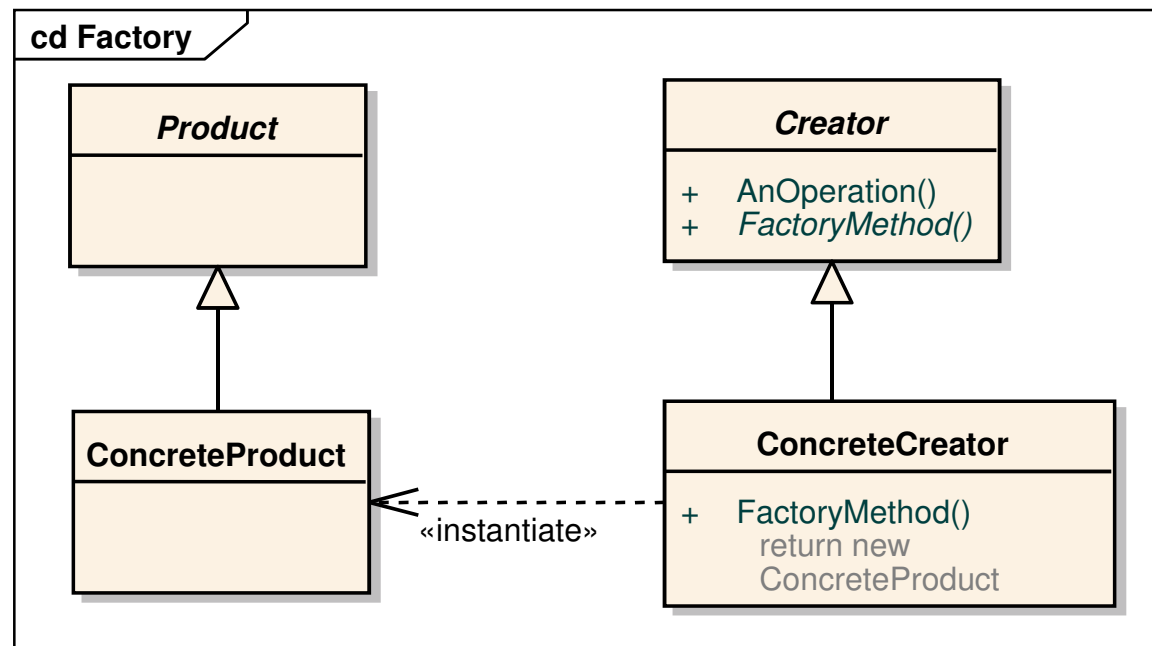 cd Factory
Product
Creator
+ AnOperation()
+ FactoryMethod()
ConcreteProduct
«instantiate»
ConcreteCreator
+ FactoryMethod()
return new
ConcreteProduct